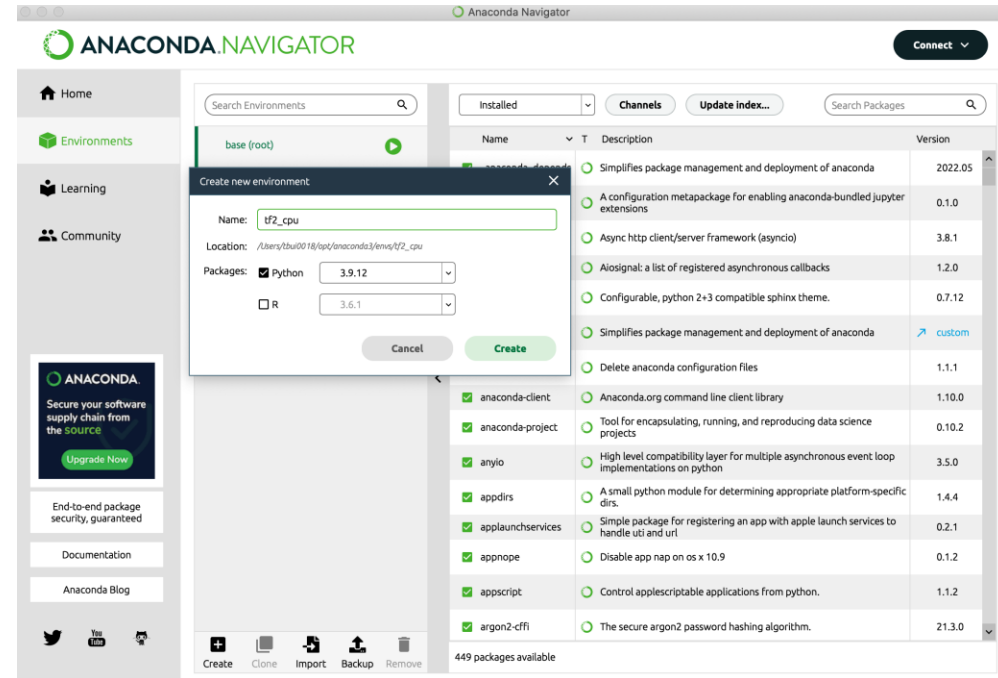 Anaconda Navigator
ANACONDA.NAVIGATOR
Connect
Home
Environments
Learning
Community
ANACONDA.
Secure your software
supply chain from
the source
Upgrade Now
End-to-end package
security, guaranteed
Documentation
Anaconda Blog
You
Tube
Search Environments
base (root)
Create new environment
Name:
tf2_cpu
Location:
/Users/tbui0018/opt/anaconda3/envs/tf2_cpu
Packages:
Python
3.9.12
R
3.6.1
Cancel
Create
Create
Clone
Import
Backup
Remove
Installed
Channels
Update index...
Search Packages
Name T Description Version
Simplifies package management and deployment of anaconda 2022.05
A configuration metapackage for enabling anaconda-bundled jupyter
extensions
0.1.0
Async http client/server framework (asyncio) 3.8.1
Aiosignal: a list of registered asynchronous callbacks 1.2.0
Configurable, python 2+3 compatible sphinx theme. 0.7.12
Simplifies package management and deployment of anaconda custom
Delete anaconda configuration files 1.1.1
anaconda-client Anaconda.org command line client library 1.10.0
anaconda-project Tool for encapsulating, running, and reproducing data science
projects
0.10.2
anyio High level compatibility layer for multiple asynchronous event loop
implementations on python
3.5.0
appdirs A small python module for determining appropriate platform-specific
dirs.
1.4.4
applaunchservices Simple package for registering an app with apple launch services to
handle uti and url
0.2.1
appnope Disable app nap on os x 10.9 0.1.2
appscript Control applescriptable applications from python. 1.1.2
argon2-cffi The secure argon2 password hashing algorithm. 21.3.0
449 packages available